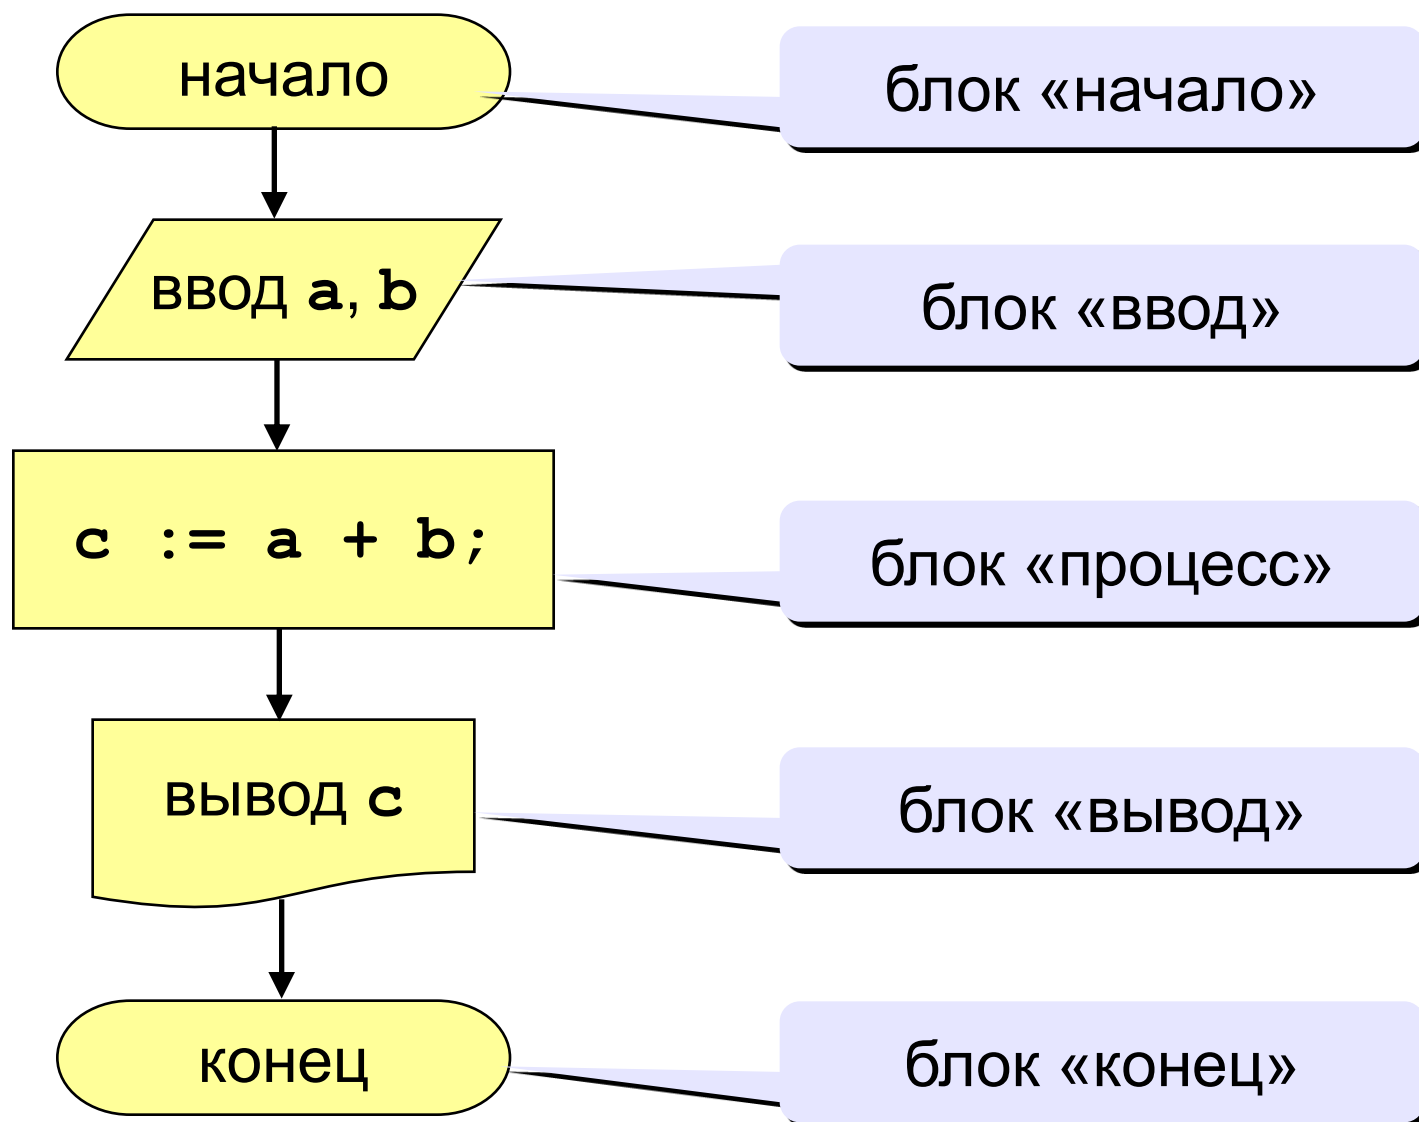 начало
блок «начало»
ввод a, b
блок «ввод»
c := a + b;
блок «процесс»
вывод c
блок «вывод»
конец
блок «конец»